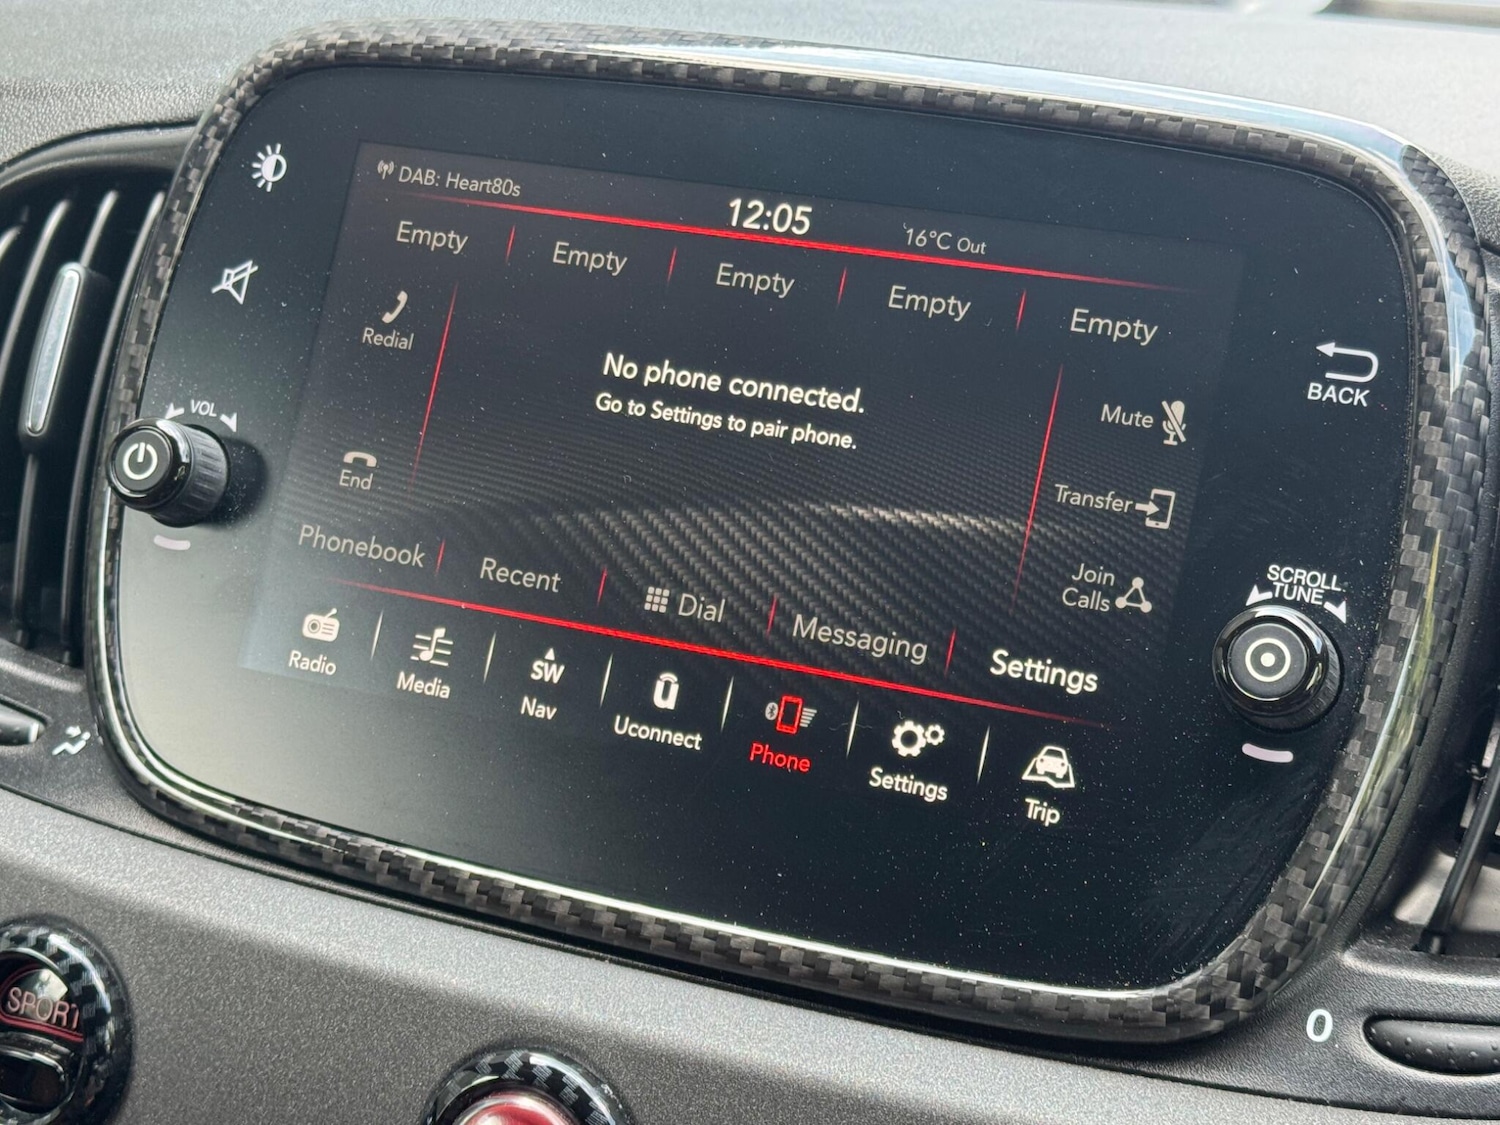 DAB: Heart80s
12:05
16°C Out
Empty
Empty
Empty
Empty
Empty
Redial
No phone connected.
Go to Settings to pair phone.
Mute
BACK
VOL
End
Transfer
Join
Calls
SCROLL
TUNE
Phonebook
Recent
Dial
Messaging
Settings
Radio
Media
SW
Nav
u
Uconnect
Phone
Settings
Trip
SPORT
0